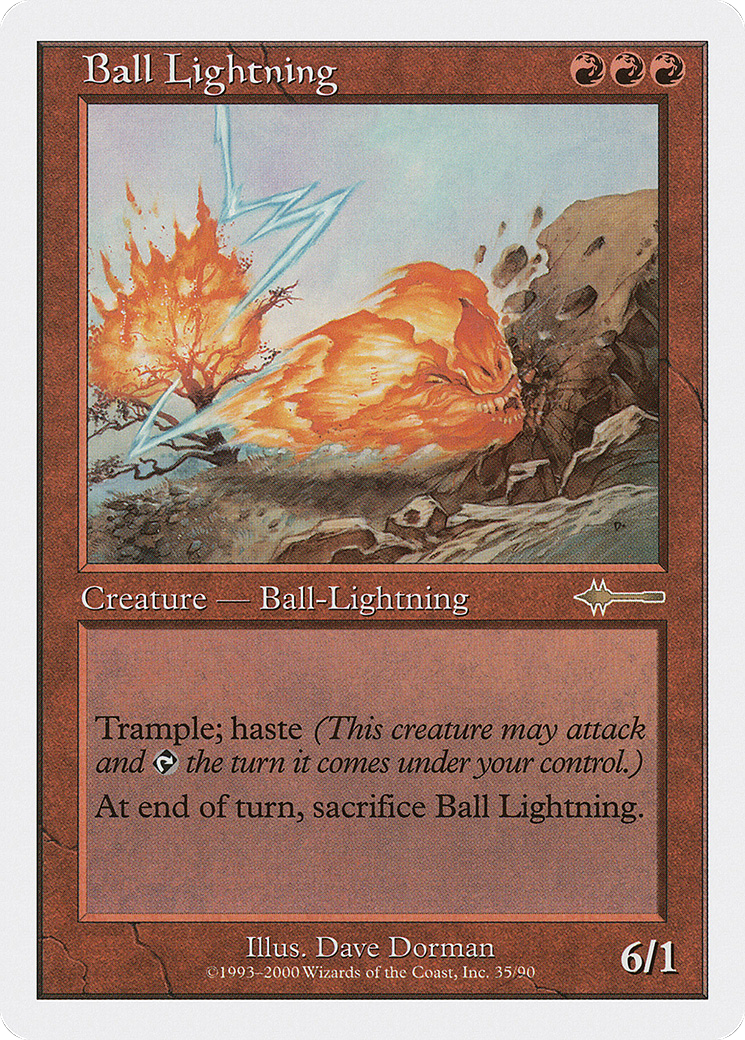 Ball Lightning
Creature — Ball-Lightning
Trample; haste (This creature may attack
and the turn it comes under your control.)
At end of turn, sacrifice Ball Lightning.
Illus. Dave Dorman
©1993–2000 Wizards of the Coast, Inc. 35/90
6/1